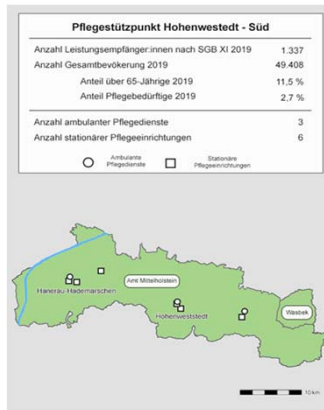 Pflegestützpunkt Hohenwestedt - Süd
Anzahl Leistungsempfänger:innen nach SGB XI 2019 1.337
Anzahl Gesamtbevökerung 2019 49.408
Anteil über 65-Jährige 2019 11,5 %
Anteil Pflegebedürftige 2019 2,7 %
Anzahl ambulanter Pflegedienste 3
Anzahl stationärer Pflegeeinrichtungen 6
Ambulante
Pflegedienste
Stationäre
Pflegeeinrichtungen
Amt Mittelholstein
Hanerau-Hademarschen
Wasbek
Hohenweststedt
10 km